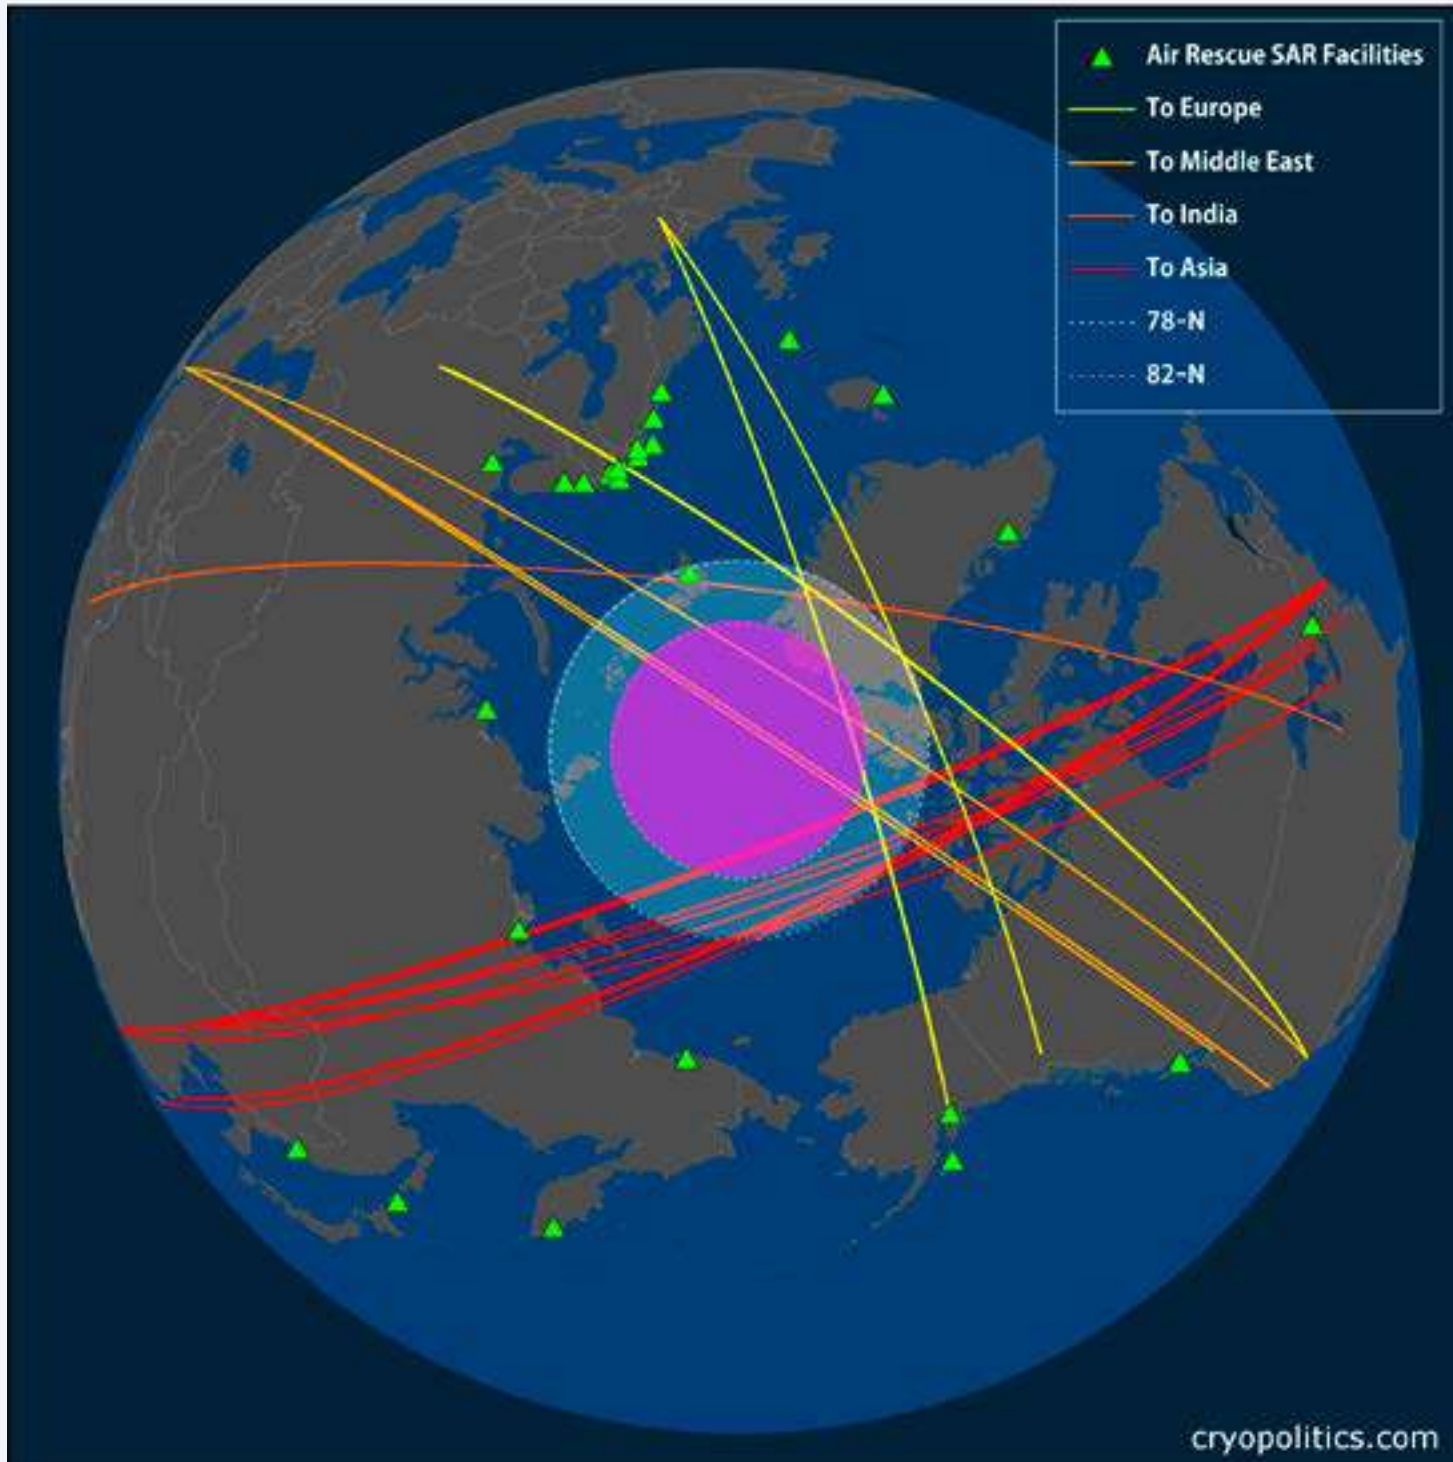 Air Rescue SAR Facilities
To Europe
To Middle East
To India
To Asia
78-N
82-N
cryopolitics.com